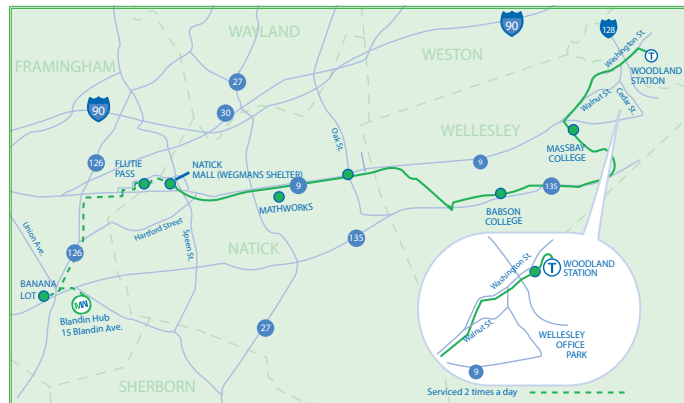 90
WAYLAND
128
Washington St.
T
WOODLAND
STATION
WESTON
FRAMINGHAM
27
Walnut St.
Cedar St.
90
30
WELLESLEY
Oak St.
MASSBAY
COLLEGE
126
FLUTIE
PASS
NATICK
MALL (WEGMANS SHELTER)
9
9
135
MATHWORKS
BABSON
COLLEGE
Union Ave.
Hartford Street
Speen St.
126
NATICK
135
Washington St.
T
WOODLAND
STATION
BANANA
LOT
MW
Blandin Hub
15 Blandin Ave.
27
Walnut St.
WELLESLEY
OFFICE
PARK
9
SHERBORN
Serviced 2 times a day